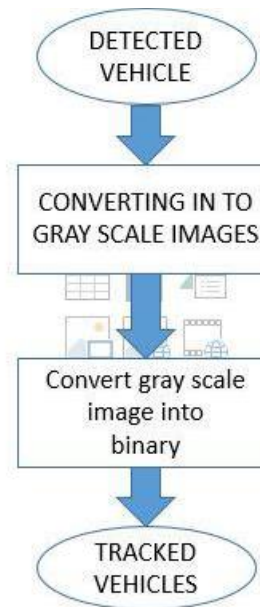 DETECTED
VEHICLE
CONVERTING IN TO
GRAY SCALE IMAGES
Convert gray scale
image into
binary
TRACKED
VEHICLES